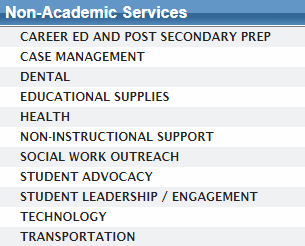 Non-Academic Services
CAREER ED AND POST SECONDARY PREP
CASE MANAGEMENT
DENTAL
EDUCATIONAL SUPPLIES
HEALTH
NON-INSTRUCTIONAL SUPPORT
SOCIAL WORK OUTREACH
STUDENT ADVOCACY
STUDENT LEADERSHIP / ENGAGEMENT
TECHNOLOGY
TRANSPORTATION